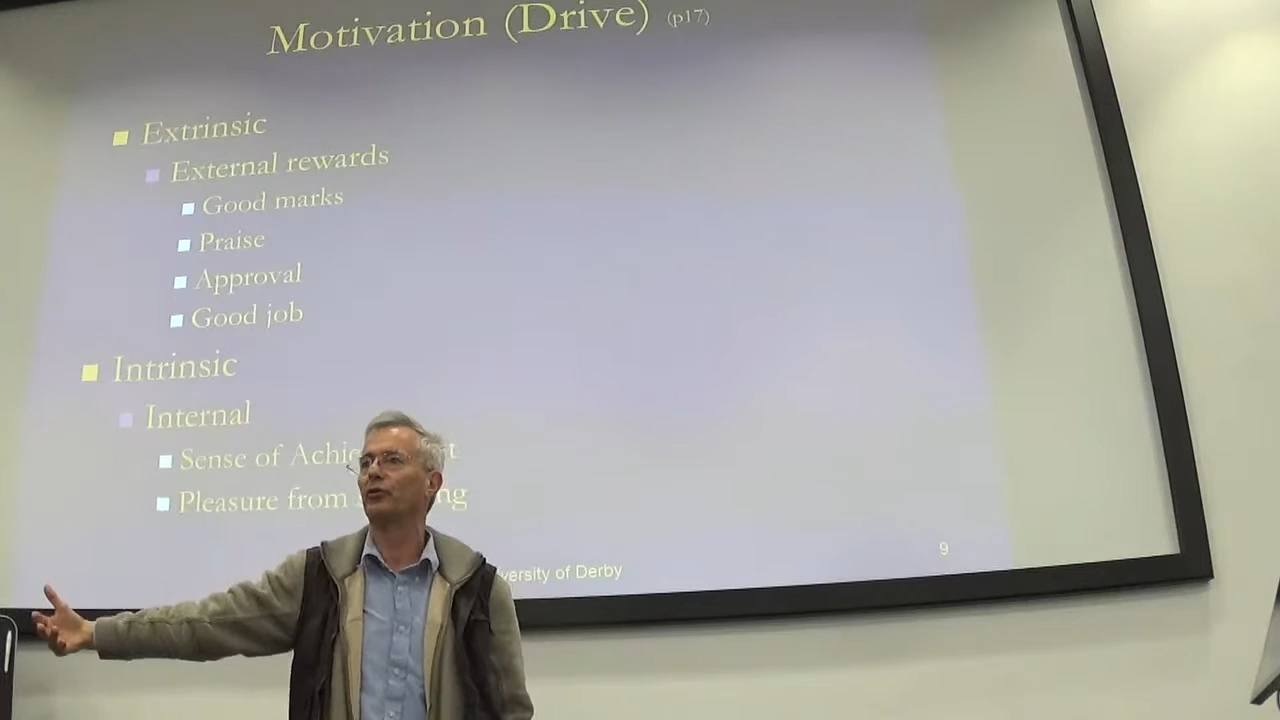 Motivation (Drive) (p17)
Extrinsic
External rewards
Good marks
Praise
Approval
Good job
Intrinsic
Internal
Sense of
Pleasure from
University of Derby
9